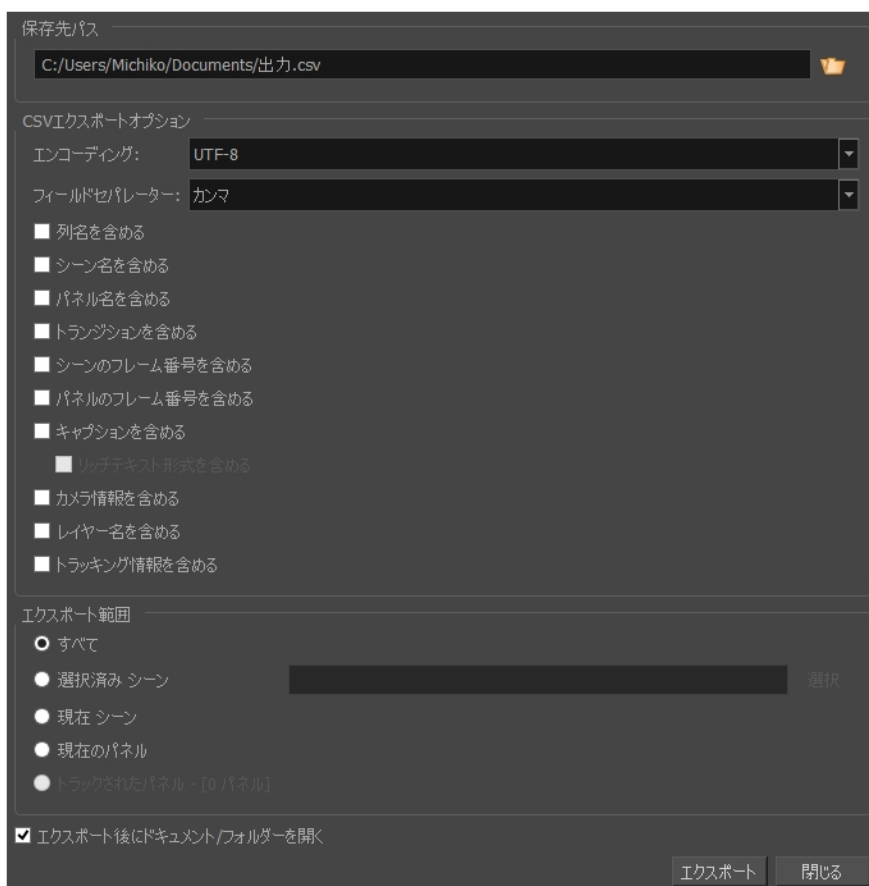 保存先パス
C:/Users/Michiko/Documents/出力.csv
CSVエクスポートオプション
エンコーディング: UTF-8
フィールドセパレーター: カンマ
列名を含める
シーン名を含める
パネル名を含める
トランジションを含める
シーンのフレーム番号を含める
パネルのフレーム番号を含める
キャプションを含める
リッチテキスト形式を含める
カメラ情報を含める
レイヤー名を含める
トラッキング情報を含める
エクスポート範囲
すべて
選択済み シーン 選択
現在 シーン
現在のパネル
トラックされたパネル - [0 パネル]
エクスポート後にドキュメント/フォルダーを開く
エクスポート 閉じる